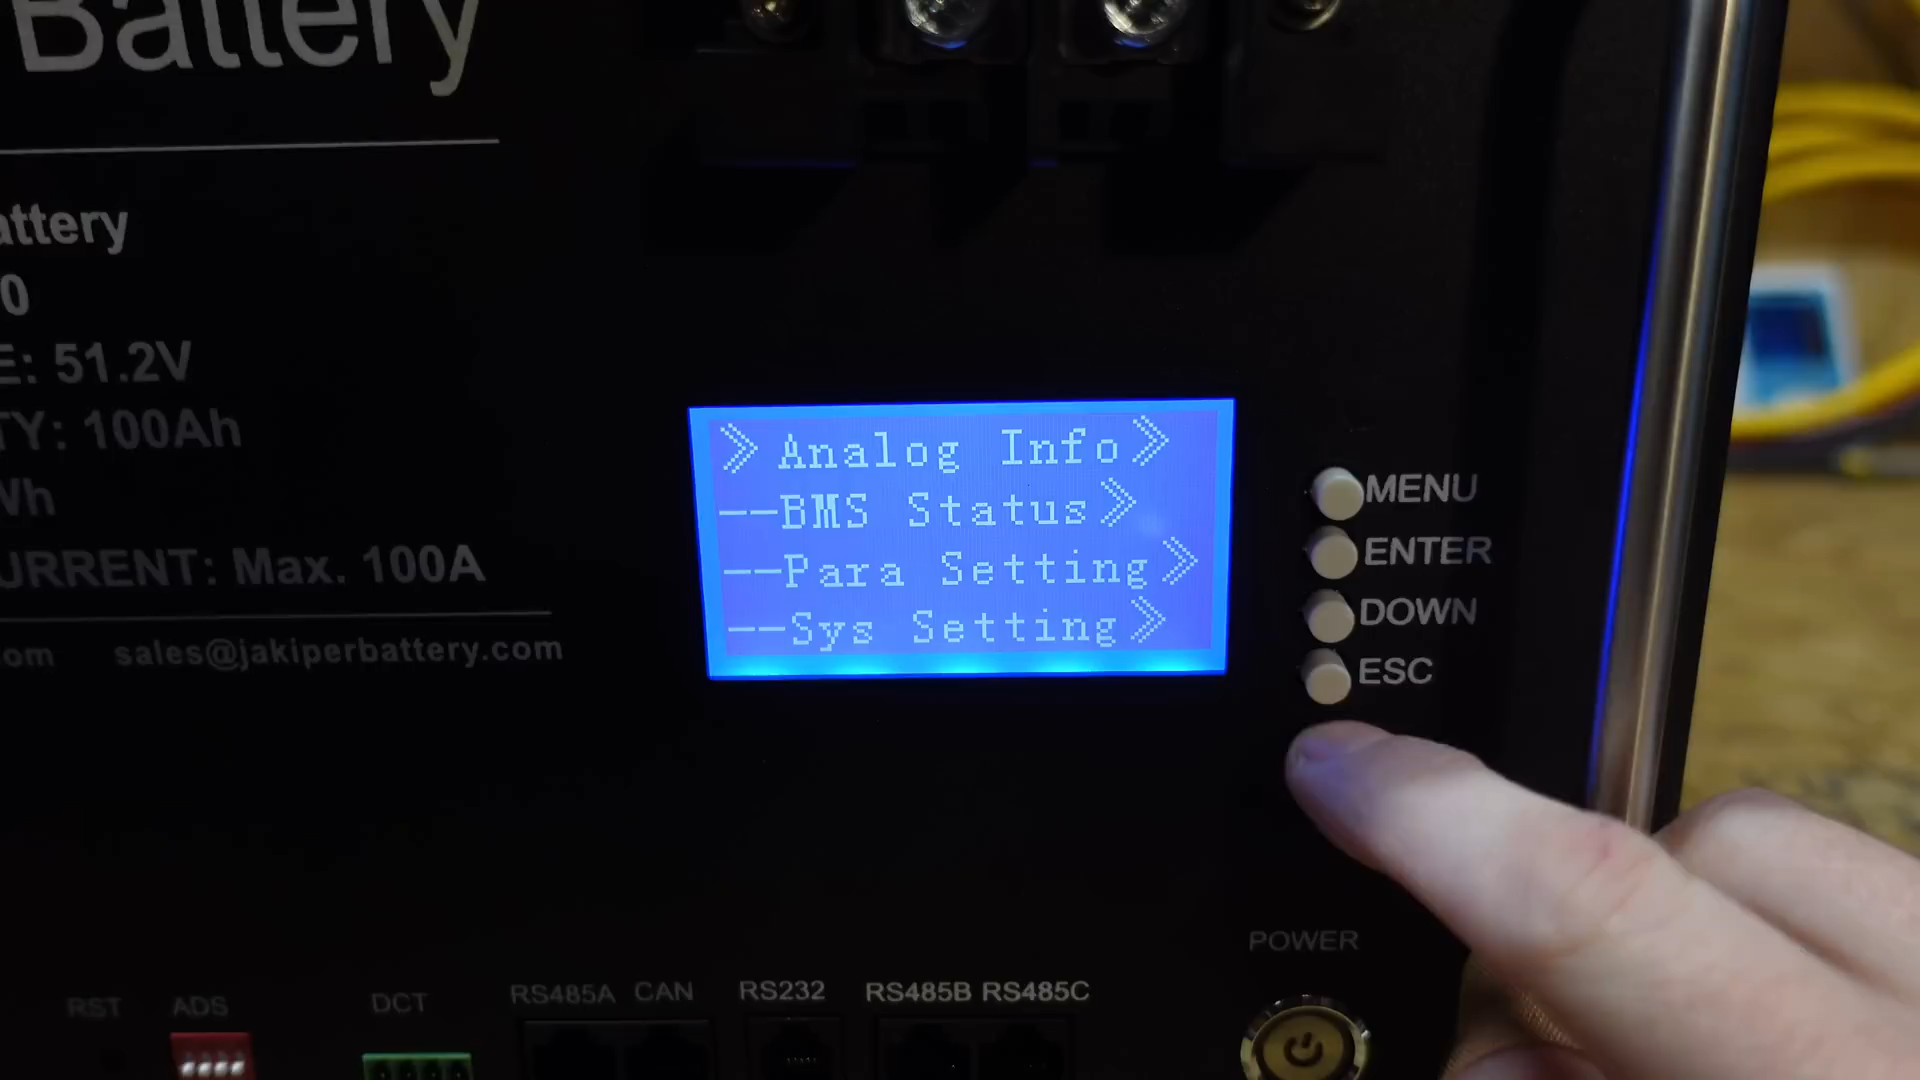 Battery
attery
0
E: 51.2V
TY: 100Ah
Wh
URRENT: Max. 100A
om sales@jakiperbattery.com
» Analog Info»
--BMS Status»
--Para Setting»
--Sys Setting»
MENU
ENTER
DOWN
ESC
POWER
RST ADS DCT RS485A CAN RS232 RS485B RS485C